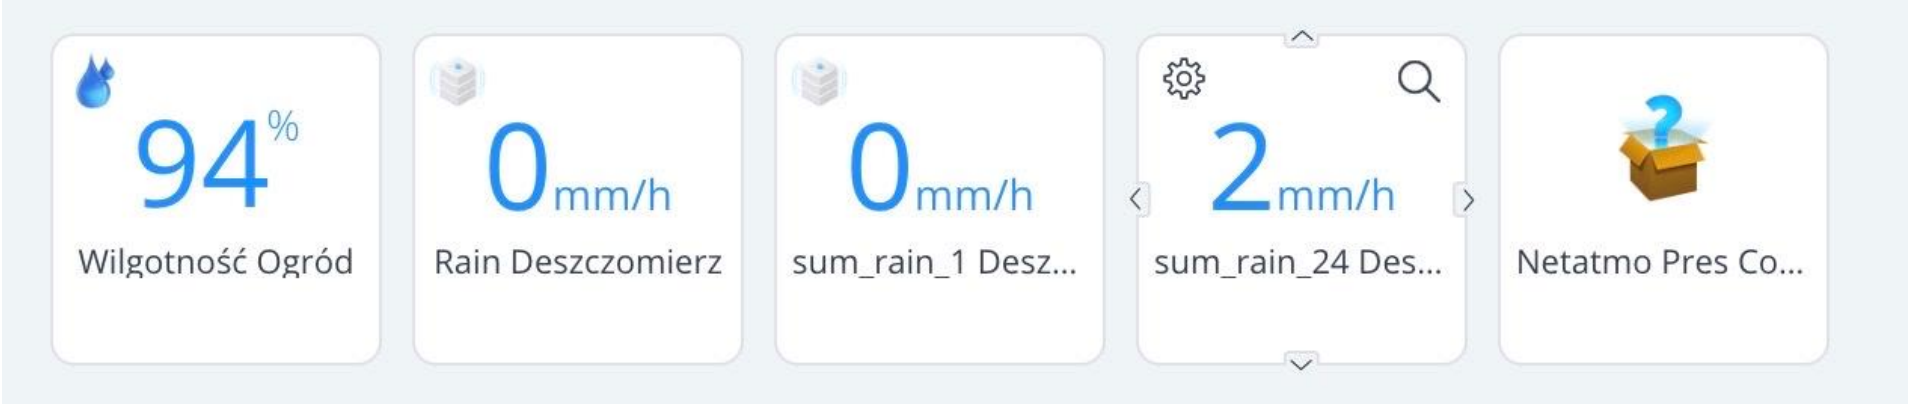 94%
Wilgotność Ogród
0mm/h
Rain Deszczomierz
0mm/h
sum_rain_1 Desz...
2mm/h
sum_rain_24 Des...
?
Netatmo Pres Co...